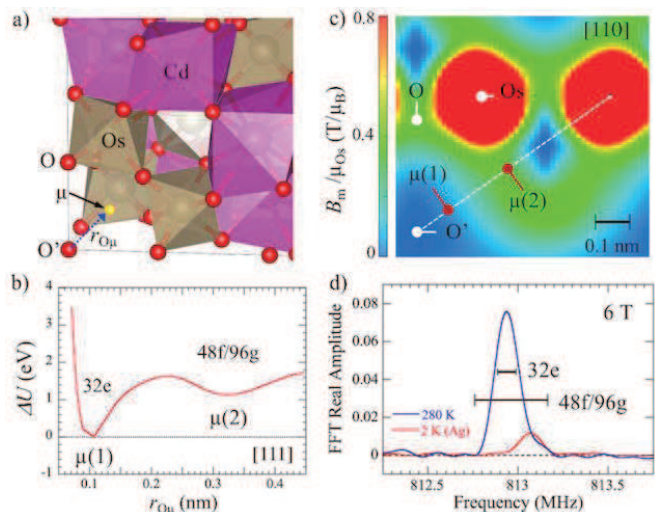 a)
Cd
Os
O
μ
O'
r_Oμ
c)
[110]
0.8
0.4
0
B_m/μ_Os (T/μ_B)
O
Os
μ(1)
μ(2)
O'
0.1 nm
b)
4
3
2
1
0
-1
ΔU (eV)
32e
48f/96g
μ(2)
μ(1)
[111]
0.1
0.2
0.3
0.4
r_Oμ (nm)
d)
6 T
0.08
0.06
0.04
0.02
0
FFT Real Amplitude
32e
48f/96g
280 K
2 K (Ag)
812.5
813
813.5
Frequency (MHz)